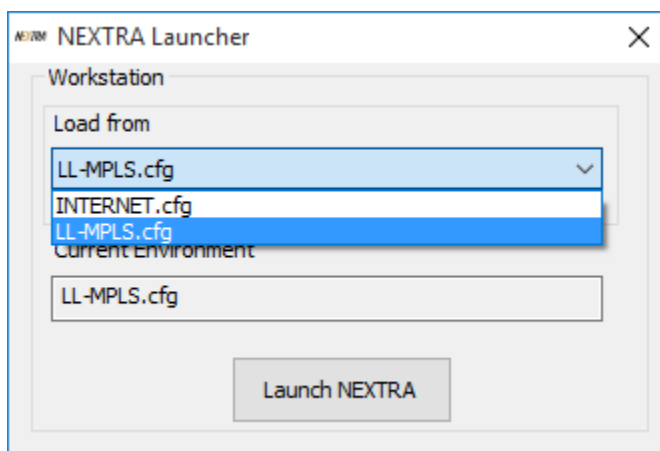 NEXTRA NEXTRA Launcher
Workstation
Load from
LL-MPLS.cfg
INTERNET.cfg
LL-MPLS.cfg
Current Environment
LL-MPLS.cfg
Launch NEXTRA